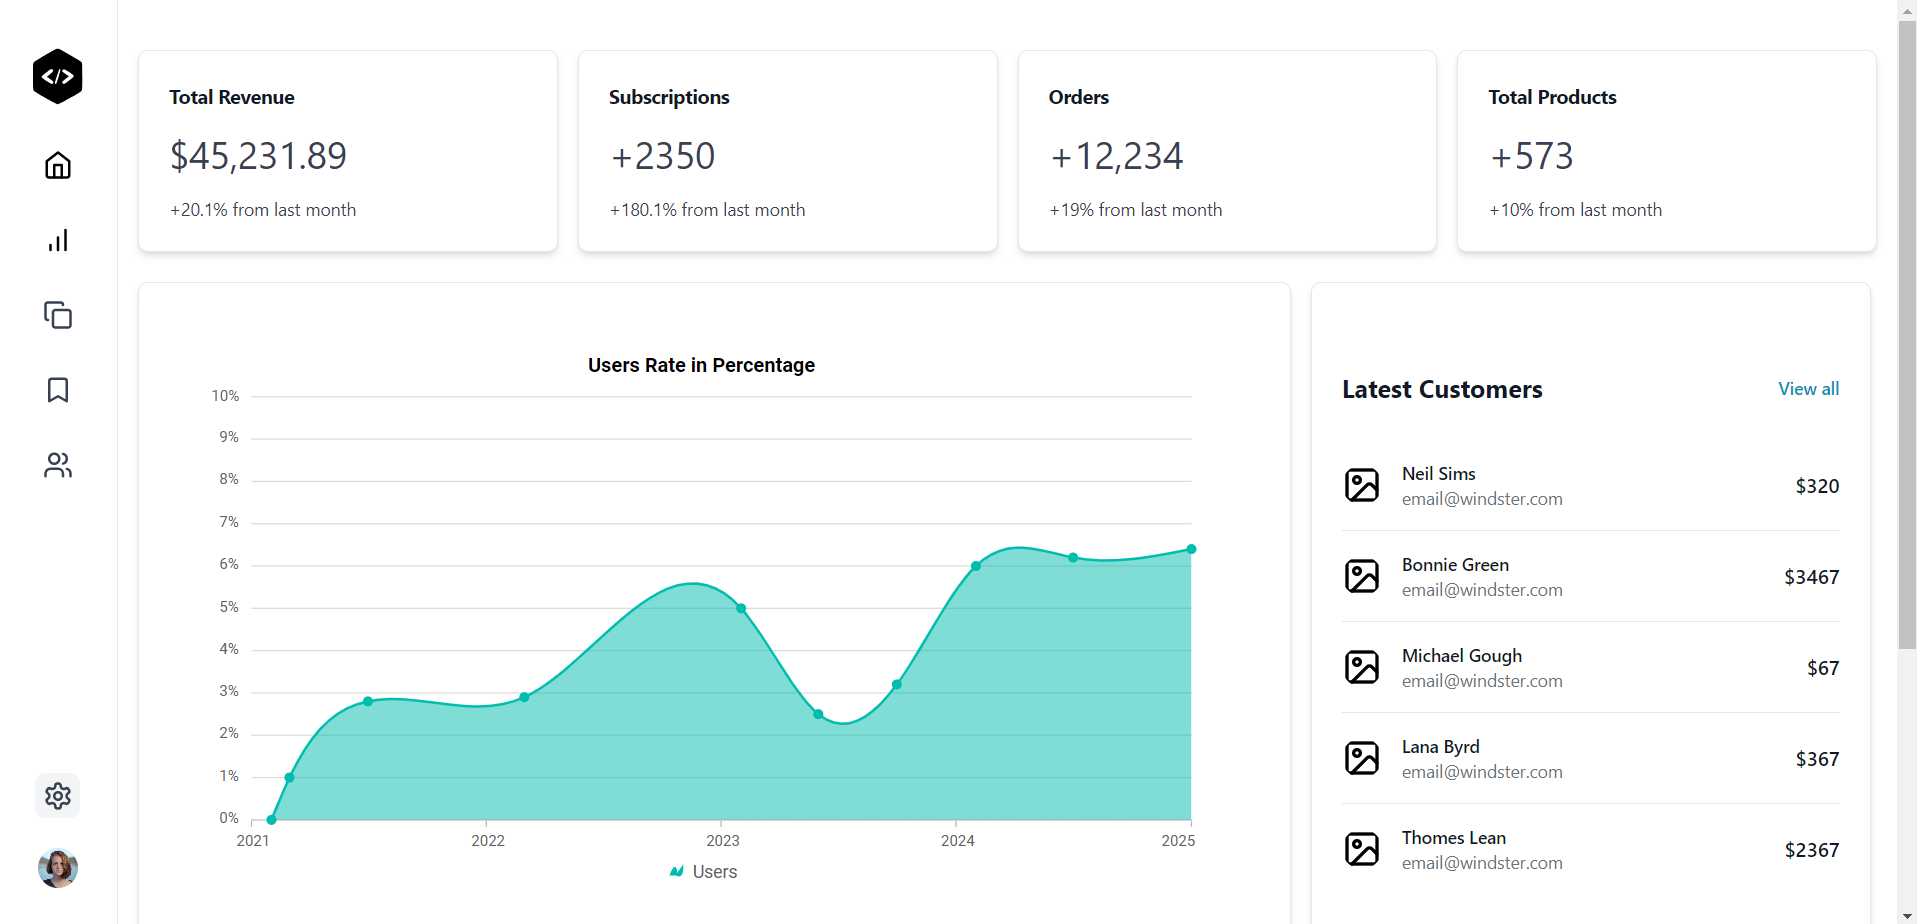 </>
Total Revenue
$45,231.89
+20.1% from last month
Subscriptions
+2350
+180.1% from last month
Orders
+12,234
+19% from last month
Total Products
+573
+10% from last month
Users Rate in Percentage
10%
9%
8%
7%
6%
5%
4%
3%
2%
1%
0%
2021 2022 2023 2024 2025
Users
Latest Customers View all
Neil Sims
email@windster.com
$320
Bonnie Green
email@windster.com
$3467
Michael Gough
email@windster.com
$67
Lana Byrd
email@windster.com
$367
Thomes Lean
email@windster.com
$2367